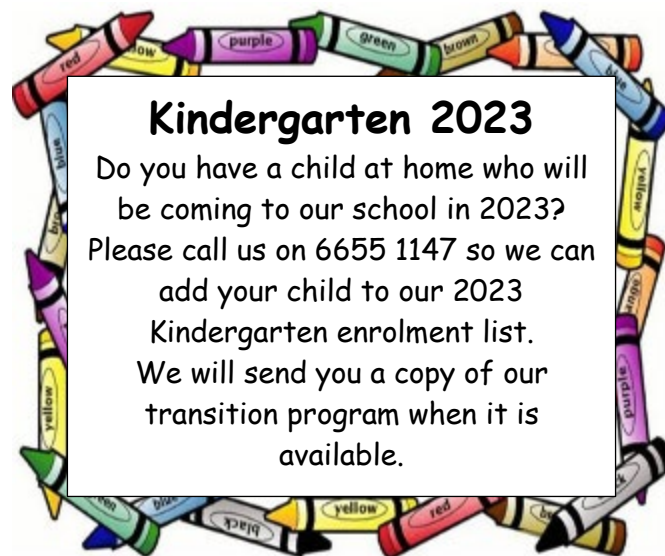 red
low
purple
green
brown
blue
Kindergarten 2023
Do you have a child at home who will
be coming to our school in 2023?
Please call us on 6655 1147 so we can
add your child to our 2023
Kindergarten enrolment list.
We will send you a copy of our
transition program when it is
available.
blue
yellow
purple
yellow
black
yellow
red